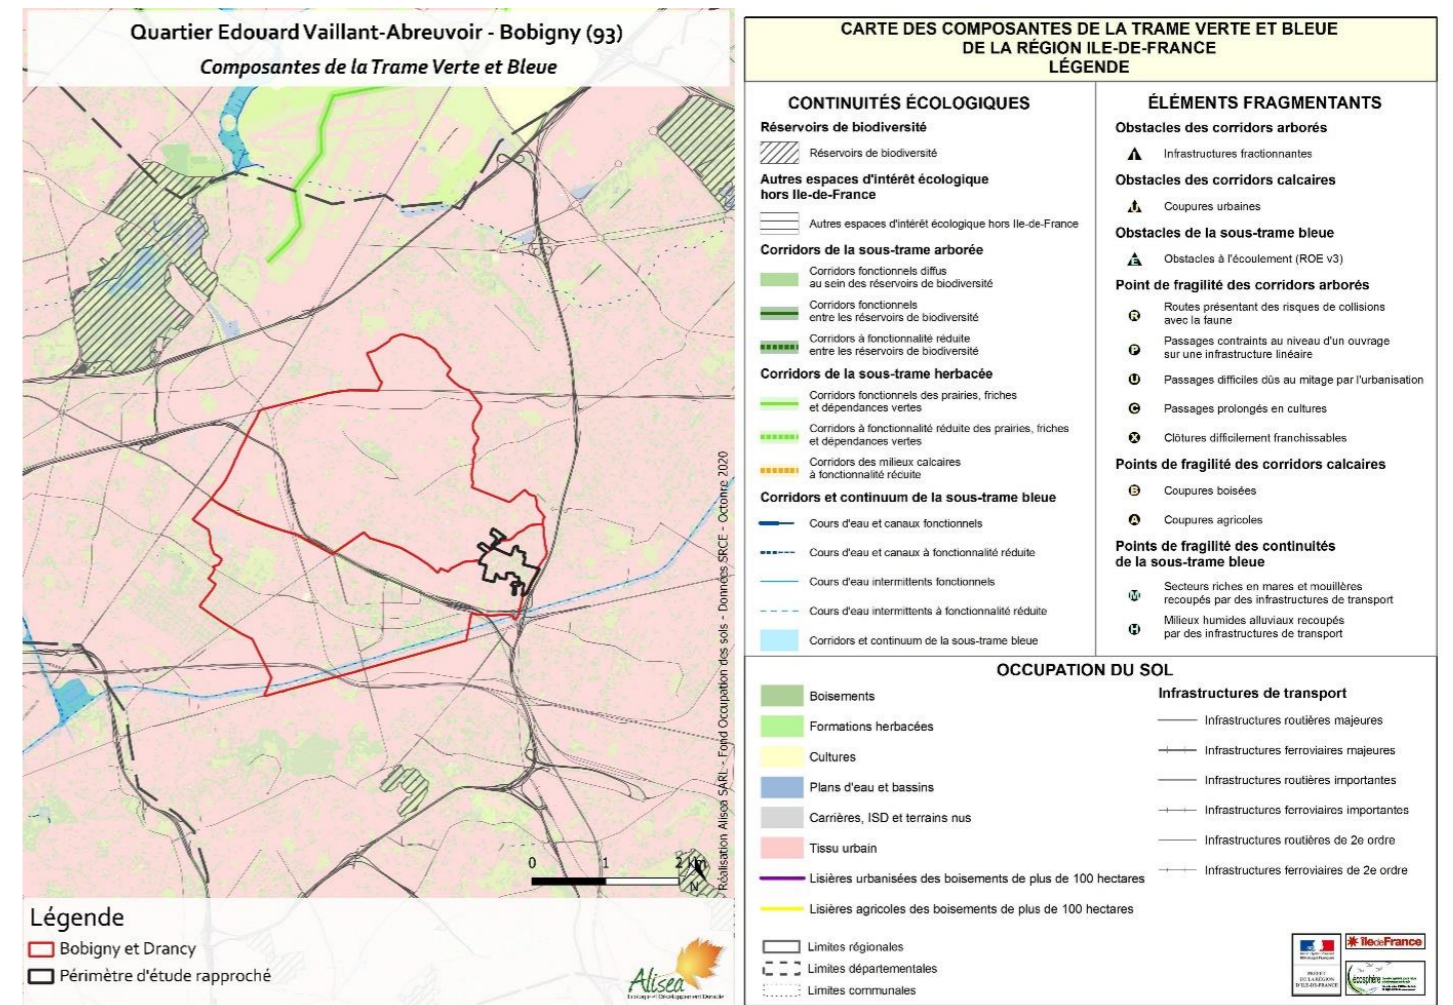 Quartier Edouard Vaillant-Abreuvoir - Bobigny (93)
Composantes de la Trame Verte et Bleue
Réalisation Alisea SARL - Fond Occupation des sols - Données SRCE - Octobre 2020
0 1 2 km
N
Légende
Bobigny et Drancy
Périmètre d'étude rapproché
Alisea
CARTE DES COMPOSANTES DE LA TRAME VERTE ET BLEUE
DE LA RÉGION ILE-DE-FRANCE
LÉGENDE
CONTINUITÉS ÉCOLOGIQUES
Réservoirs de biodiversité
Réservoirs de biodiversité
Autres espaces d'intérêt écologique
hors Ile-de-France
Autres espaces d'intérêt écologique hors Ile-de-France
Corridors de la sous-trame arborée
Corridors fonctionnels diffus
au sein des réservoirs de biodiversité
Corridors fonctionnels
entre les réservoirs de biodiversité
Corridors à fonctionnalité réduite
entre les réservoirs de biodiversité
Corridors de la sous-trame herbacée
Corridors fonctionnels des prairies, friches
et dépendances vertes
Corridors à fonctionnalité réduite des prairies, friches
et dépendances vertes
Corridors des milieux calcaires
à fonctionnalité récuite
Corridors et continuum de la sous-trame bleue
Cours d'eau et canaux fonctionnels
Cours d'eau et canaux à fonctionnalité réduite
Cours d'eau intermittents fonctionnels
Cours d'eau intermittents à fonctionnalité réduite
Corridors et continuum de la sous-trame bleue
ÉLÉMENTS FRAGMENTANTS
Obstacles des corridors arborés
Infrastructures fractionnantes
Obstacles des corridors calcaires
Coupures urbaines
Obstacles de la sous-trame bleue
Obstacles à l'écoulement (ROE v3)
Point de fragilité des corridors arborés
R Routes présentant des risques de collisions
avec la faune
P Passages contraints au niveau d'un ouvrage
sur une infrastructure linéaire
U Passages difficiles dûs au mitage par l'urbanisation
C Passages prolongés en cultures
X Clôtures difficilement franchissables
Points de fragilité des corridors calcaires
B Coupures boisées
A Coupures agricoles
Points de fragilité des continuités
de la sous-trame bleue
M Secteurs riches en mares et mouillères
recoupés par des infrastructures de transport
H Milieux humides alluviaux recoupés
par des infrastructures de transport
OCCUPATION DU SOL
Boisements
Formations herbacées
Cultures
Plans d'eau et bassins
Carrières, ISD et terrains nus
Tissu urbain
Lisières urbanisées des boisements de plus de 100 hectares
Lisières agricoles des boisements de plus de 100 hectares
Limites régionales
Limites départementales
Limites communales
Infrastructures de transport
Infrastructures routières majeures
Infrastructures ferroviaires majeures
Infrastructures routières importantes
Infrastructures ferroviaires importantes
Infrastructures routières de 2e ordre
Infrastructures ferroviaires de 2e ordre
îledeFrance
PRÉFET
DE LA RÉGION
D'ILE-DE-FRANCE
écosphère